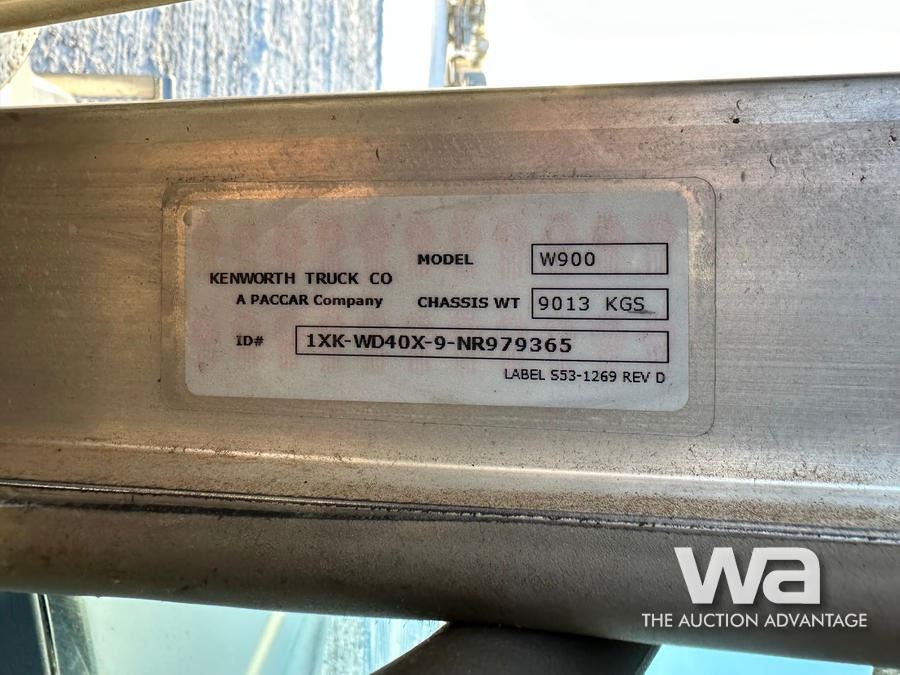 KENWORTH TRUCK CO
A PACCAR Company
MODEL W900
CHASSIS WT 9013 KGS
ID# 1XK-WD40X-9-NR979365
LABEL S53-1269 REV D
wa
THE AUCTION ADVANTAGE